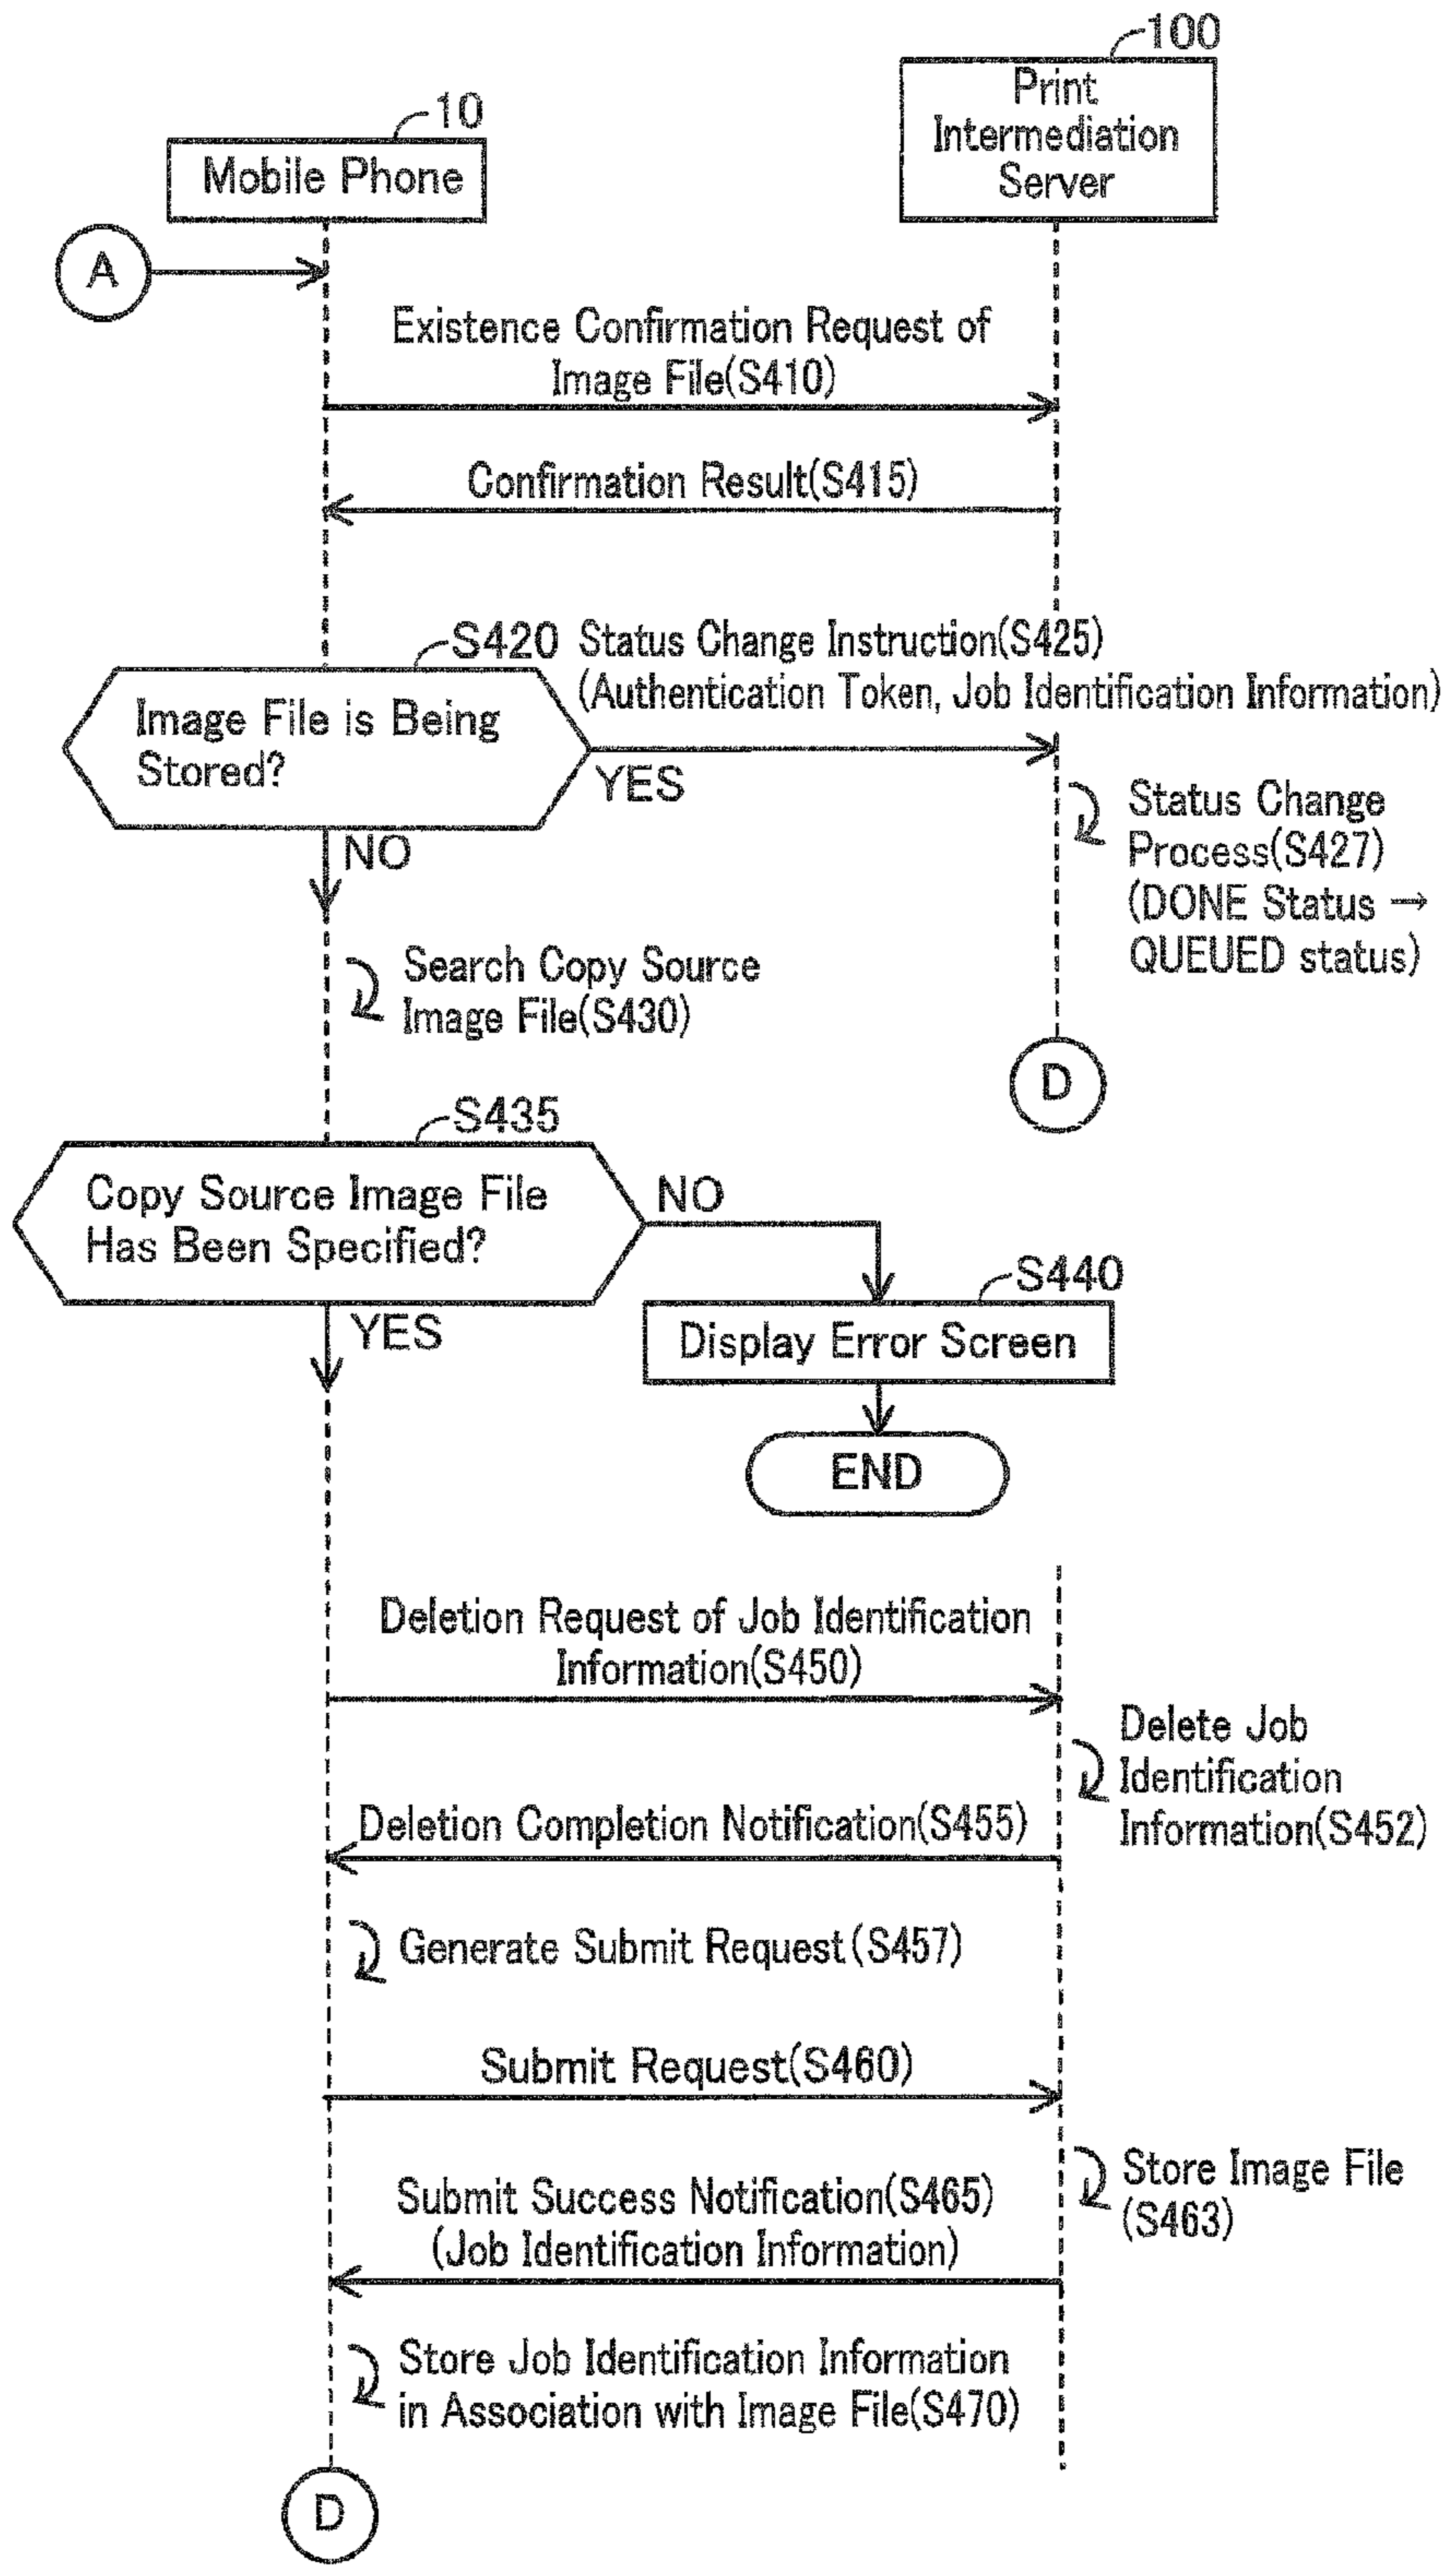 100
Print
Intermediation
Server
10
Mobile Phone
A
Existence Confirmation Request of
Image File(S410)
Confirmation Result(S415)
S420
Status Change Instruction(S425)
(Authentication Token, Job Identification Information)
Image File is Being
Stored?
YES
NO
Status Change
Process(S427)
(DONE Status →
QUEUED status)
Search Copy Source
Image File(S430)
D
S435
Copy Source Image File
Has Been Specified?
NO
S440
YES
Display Error Screen
END
Deletion Request of Job Identification
Information(S450)
Delete Job
Identification
Information(S452)
Deletion Completion Notification(S455)
Generate Submit Request(S457)
Submit Request(S460)
Store Image File
(S463)
Submit Success Notification(S465)
(Job Identification Information)
Store Job Identification Information
in Association with Image File(S470)
D